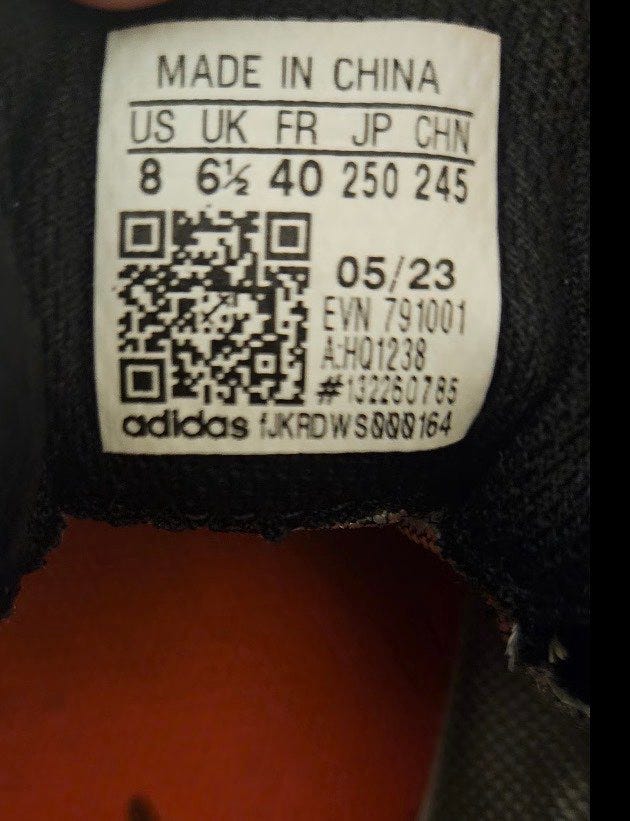 MADE IN CHINA
US UK FR JP CHN
8 6½ 40 250 245
05/23
EVN 791001
A:HQ1238
#132260785
adidas fJKRDWS000164